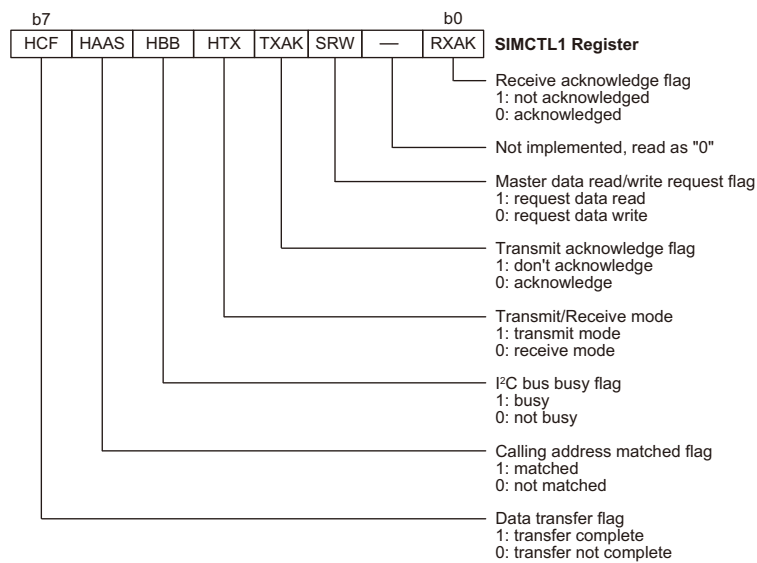 b7 b0
HCF HAAS HBB HTX TXAK SRW — RXAK SIMCTL1 Register
Receive acknowledge flag
1: not acknowledged
0: acknowledged
Not implemented, read as "0"
Master data read/write request flag
1: request data read
0: request data write
Transmit acknowledge flag
1: don't acknowledge
0: acknowledge
Transmit/Receive mode
1: transmit mode
0: receive mode
I²C bus busy flag
1: busy
0: not busy
Calling address matched flag
1: matched
0: not matched
Data transfer flag
1: transfer complete
0: transfer not complete